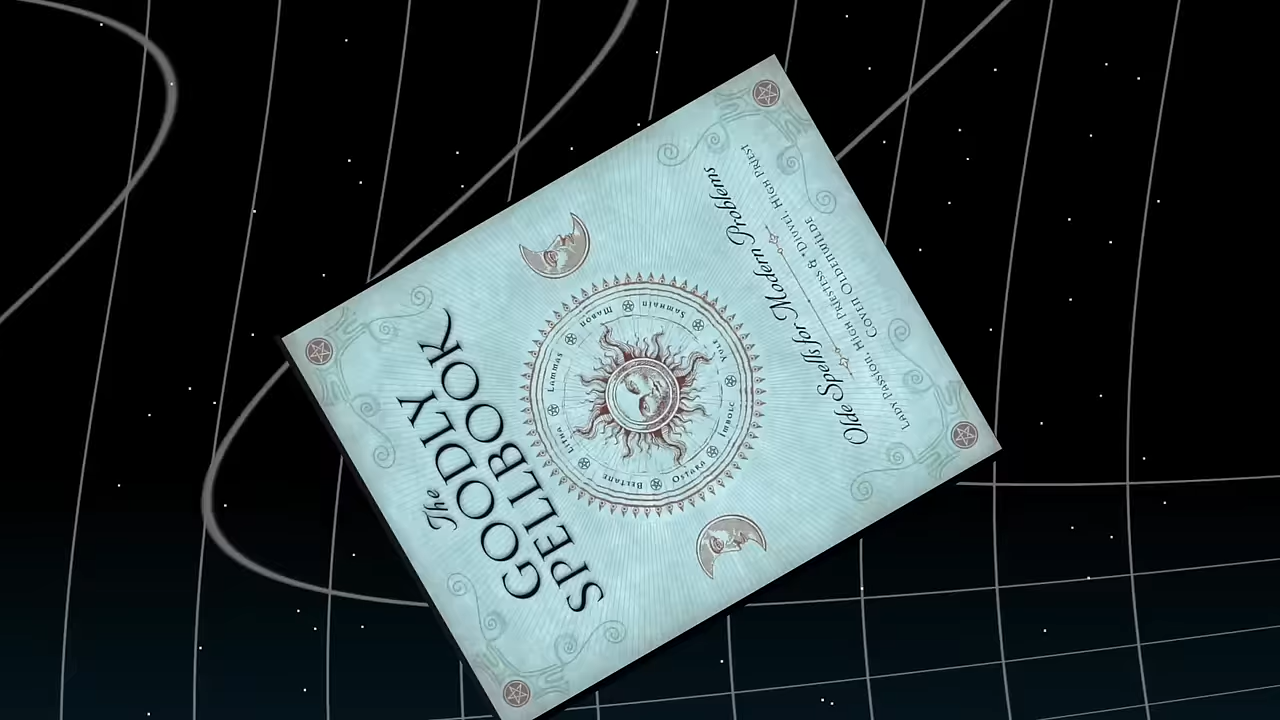 The
GOODLY
SPELLBOOK
Samhain
Yule
Imbolc
Ostara
Beltane
Litha
Lammas
Mabon
Olde Spells for Modern Problems
Lady Passion, High Priestess & *Diuvei, High Priest
Coven Oldenwilde